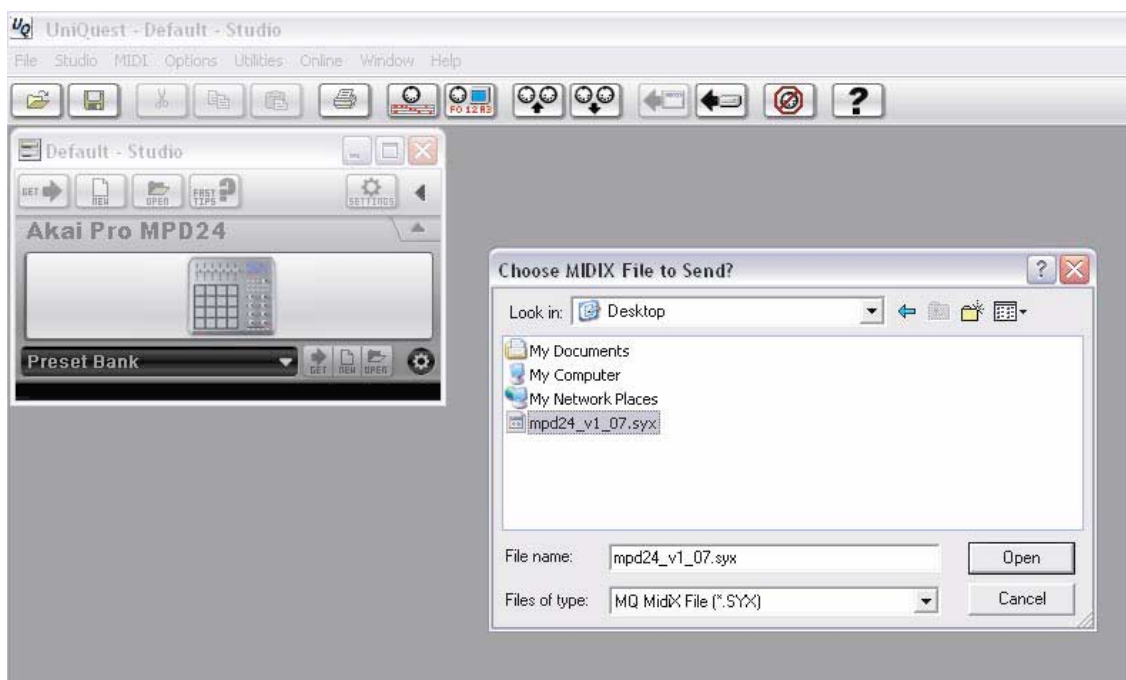 UQ UniQuest - Default - Studio
File Studio MIDI Options Utilities Online Window Help
F0 12 A3
?
Default - Studio
GET NEW OPEN FAST TIPS ? SETTINGS
Akai Pro MPD24
Preset Bank GET NEW OPEN
Choose MIDIX File to Send?
Look in: Desktop
My Documents
My Computer
My Network Places
mpd24_v1_07.syx
File name: mpd24_v1_07.syx Open
Files of type: MQ MidiX File (*.SYX) Cancel